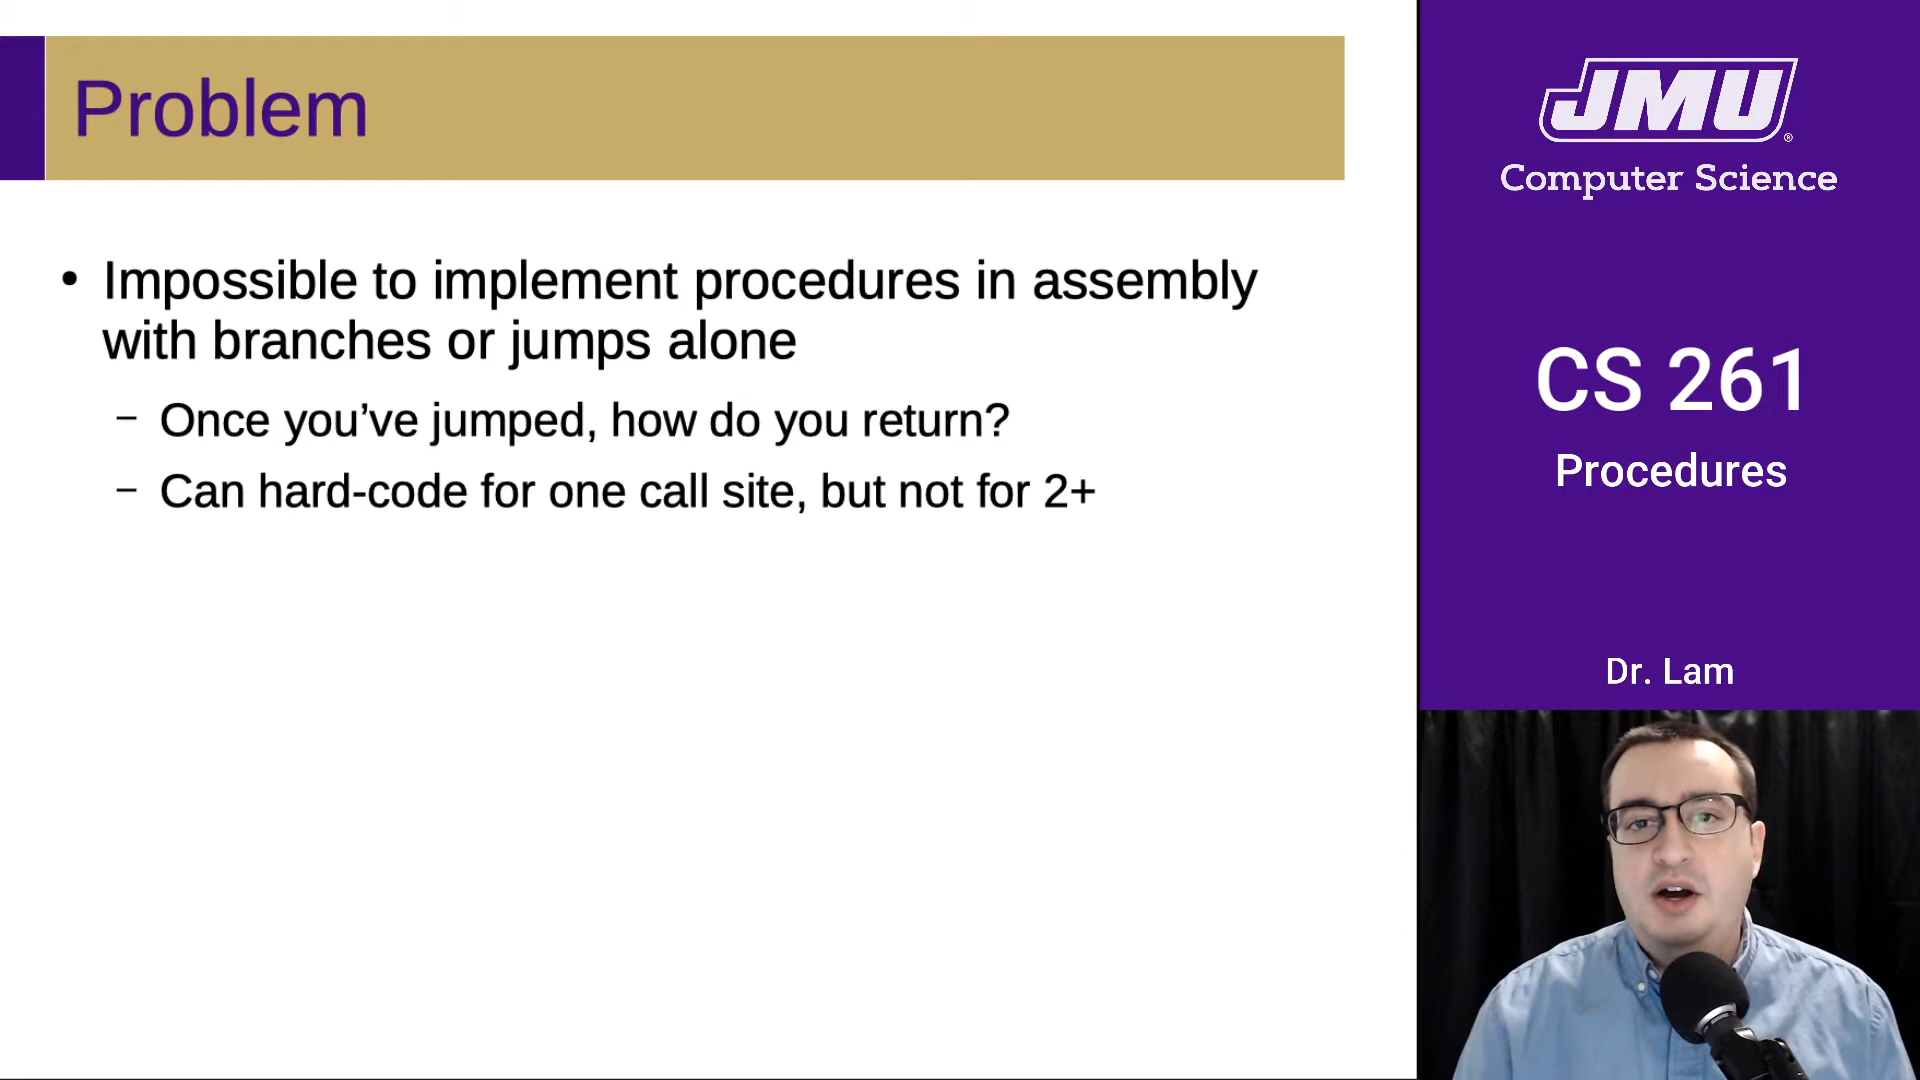 Problem
• Impossible to implement procedures in assembly
with branches or jumps alone
– Once you’ve jumped, how do you return?
– Can hard-code for one call site, but not for 2+
JMU®
Computer Science
CS 261
Procedures
Dr. Lam